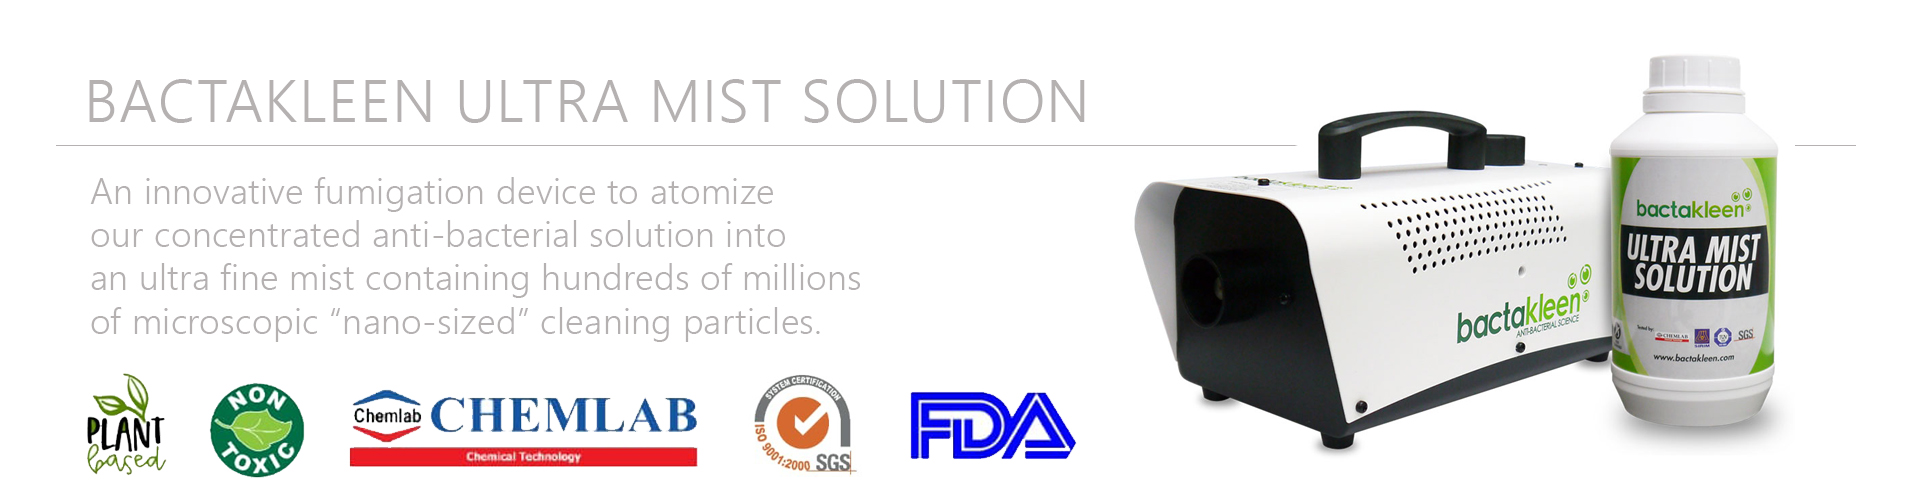 BACTAKLEEN ULTRA MIST SOLUTION
An innovative fumigation device to atomize
our concentrated anti-bacterial solution into
an ultra fine mist containing hundreds of millions
of microscopic “nano-sized” cleaning particles.
PLANT
based
NON
TOXIC
Chemlab
CHEMLAB
Chemical Technology
SYSTEM CERTIFICATION
ISO 9001:2000
SGS
FDA
bactakleen
ANTI-BACTERIAL SCIENCE
bactakleen
ULTRA MIST
SOLUTION
Tested by:
CHEMLAB
SGS
www.bactakleen.com